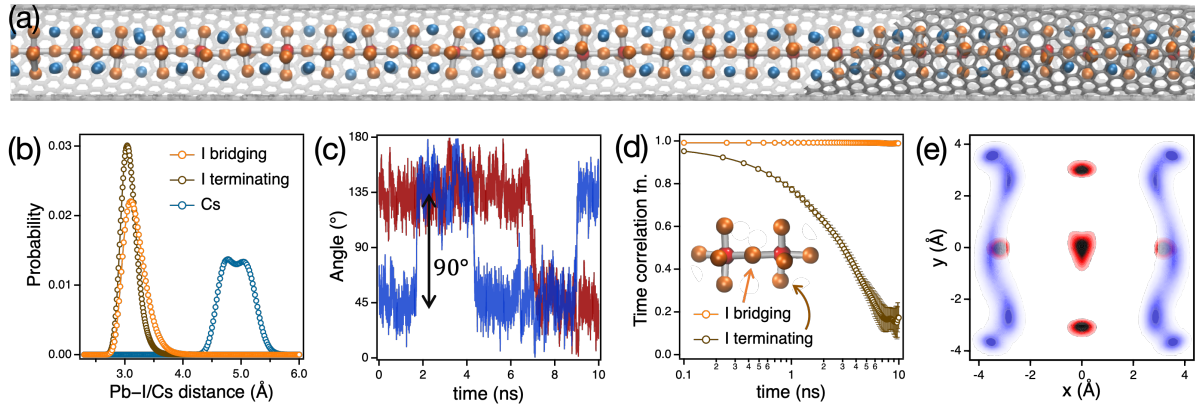 (a)
(b)
0.03
0.02
0.01
0.00
Probability
I bridging
I terminating
Cs
3.0
4.0
5.0
6.0
Pb–I/Cs distance (Å)
(c)
180
135
90
45
0
Angle (°)
90°
0
2
4
6
8
10
time (ns)
(d)
1.0
0.8
0.6
0.4
0.2
0.0
Time correlation fn.
I bridging
I terminating
0.1
2
3
4
5
6
1
2
3
4
5
6
10
time (ns)
(e)
4
2
0
-2
-4
y (Å)
-4
-2
0
2
4
x (Å)